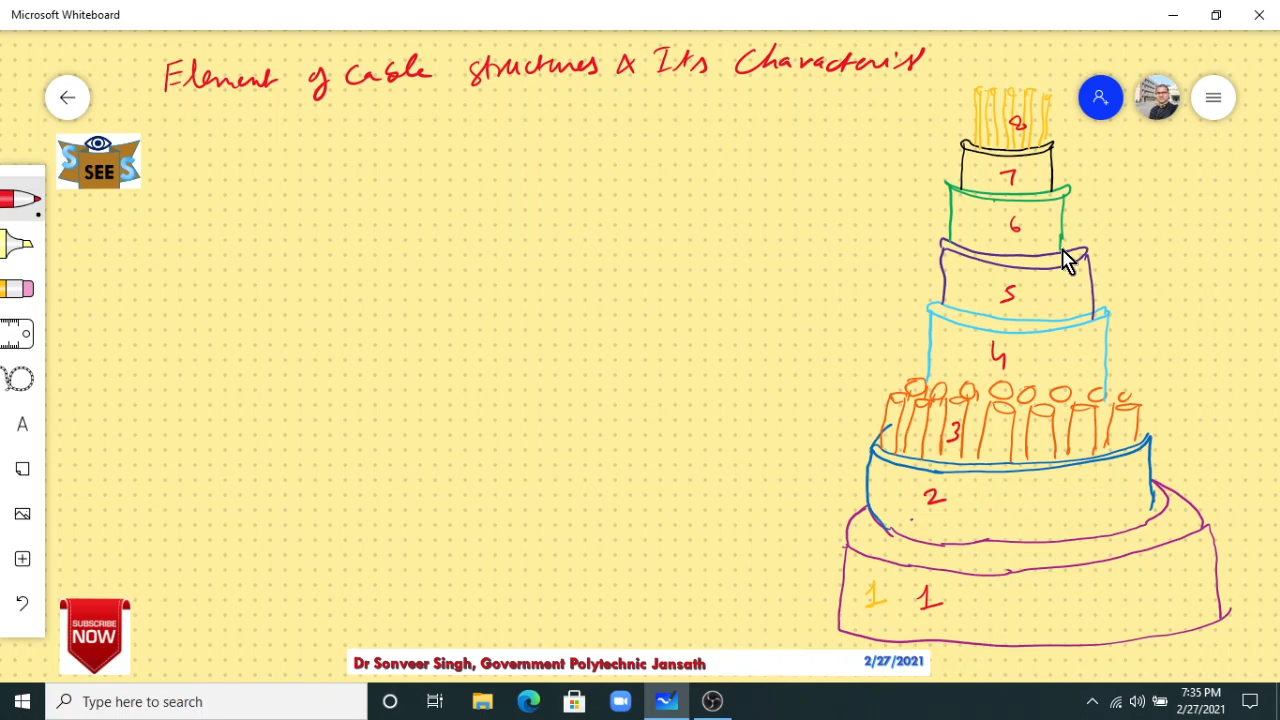 Microsoft Whiteboard
Element of Cable structures & Its Characterist
SEE
S S
8
7
6
5
4
3
2
1 1
A
SUBSCRIBE
NOW
Dr Sonveer Singh, Government Polytechnic Jansath
2/27/2021
Type here to search
7:35 PM
2/27/2021